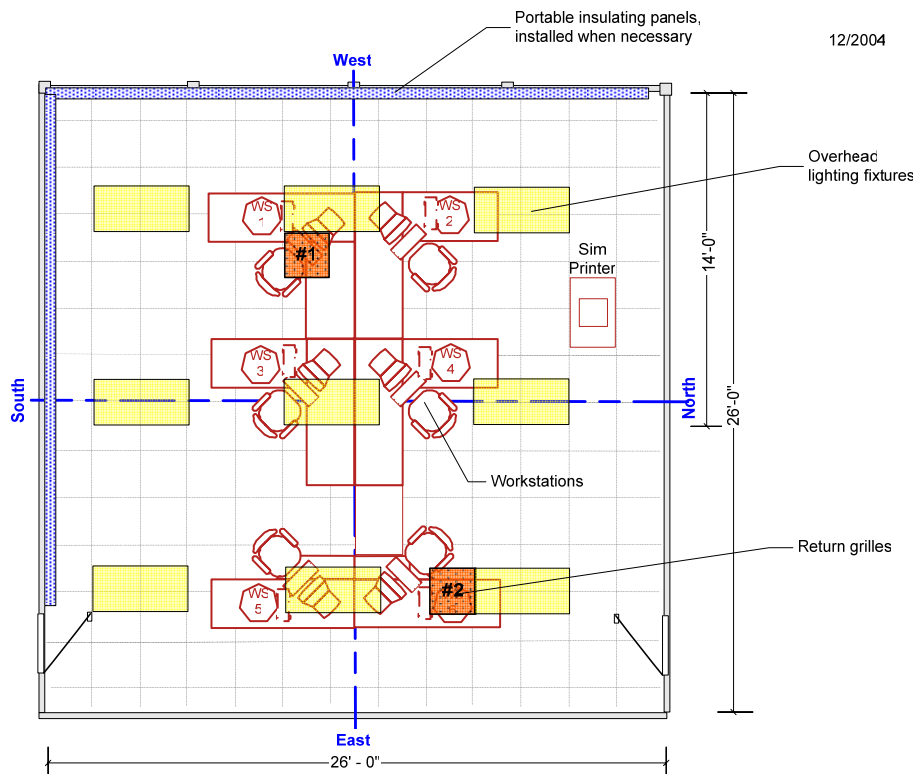 Portable insulating panels,
installed when necessary
12/2004
West
Overhead
lighting fixtures
WS
1
WS
2
#1
Sim
Printer
14'-0"
WS
3
WS
4
South
North
26'-0"
Workstations
Return grilles
WS
5
#2
East
26' - 0"